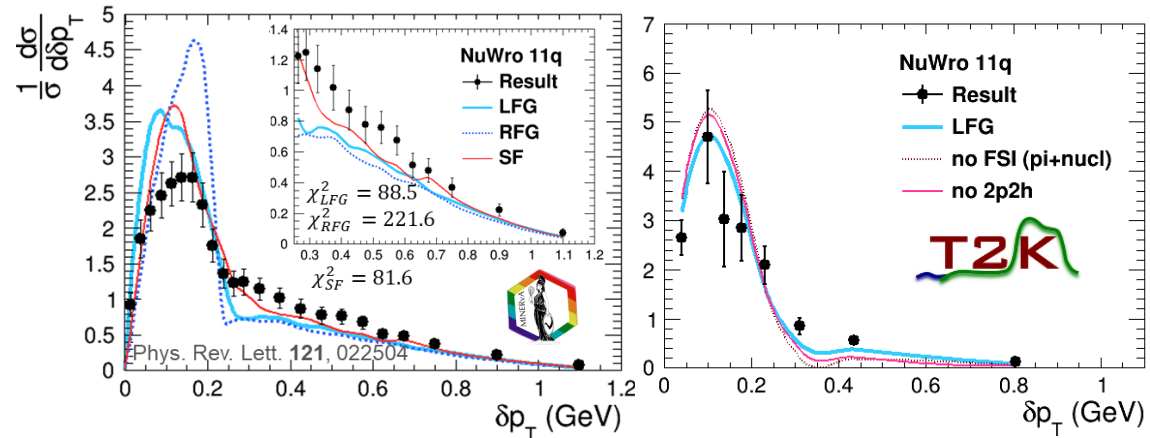 1/σ dσ/dδp_T
5
4.5
4
3.5
3
2.5
2
1.5
1
0.5
0
0 0.2 0.4 0.6 0.8 1 1.2
δp_T (GeV)
1.4
1.2
1
0.8
0.6
0.4
0.2
0
0.3 0.4 0.5 0.6 0.7 0.8 0.9 1 1.1 1.2
NuWro 11q
Result
LFG
RFG
SF
χ²_LFG = 88.5
χ²_RFG = 221.6
χ²_SF = 81.6
MINERνA
Phys. Rev. Lett. 121, 022504
7
6
5
4
3
2
1
0
0 0.2 0.4 0.6 0.8 1
δp_T (GeV)
NuWro 11q
Result
LFG
no FSI (pi+nucl)
no 2p2h
T2K